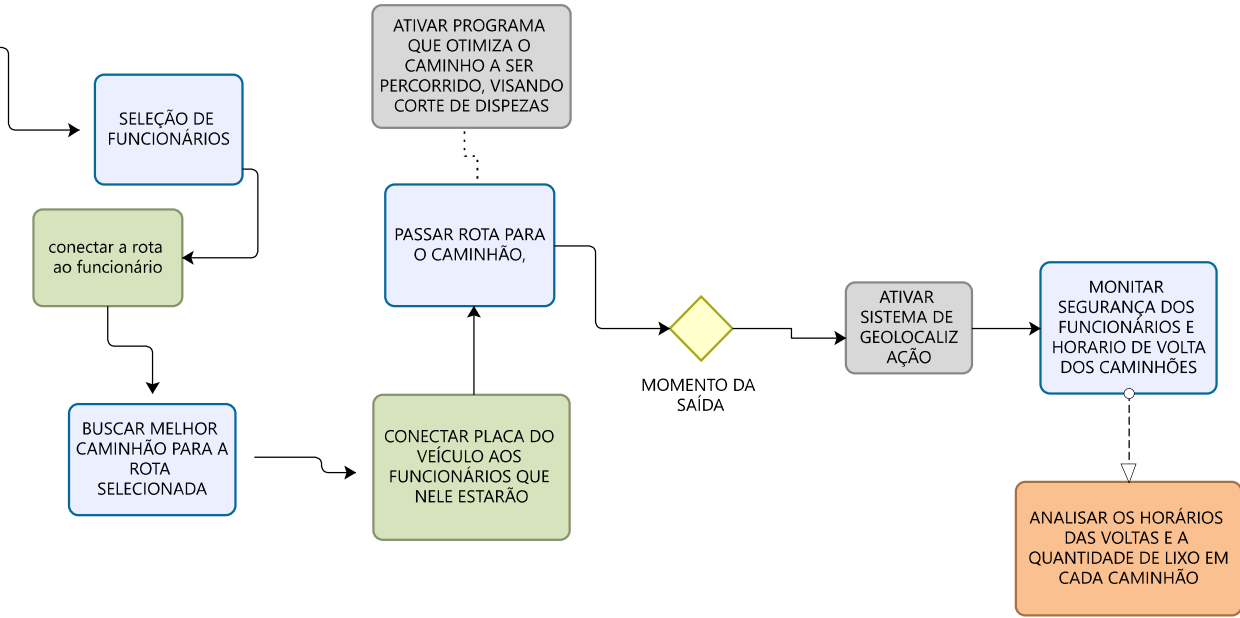 SELEÇÃO DE
FUNCIONÁRIOS
conectar a rota
ao funcionário
BUSCAR MELHOR
CAMINHÃO PARA A
ROTA
SELECIONADA
CONECTAR PLACA DO
VEÍCULO AOS
FUNCIONÁRIOS QUE
NELE ESTARÃO
PASSAR ROTA PARA
O CAMINHÃO,
ATIVAR PROGRAMA
QUE OTIMIZA O
CAMINHO A SER
PERCORRIDO, VISANDO
CORTE DE DISPEZAS
MOMENTO DA
SAÍDA
ATIVAR
SISTEMA DE
GEOLOCALIZ
AÇÃO
MONITAR
SEGURANÇA DOS
FUNCIONÁRIOS E
HORARIO DE VOLTA
DOS CAMINHÕES
ANALISAR OS HORÁRIOS
DAS VOLTAS E A
QUANTIDADE DE LIXO EM
CADA CAMINHÃO